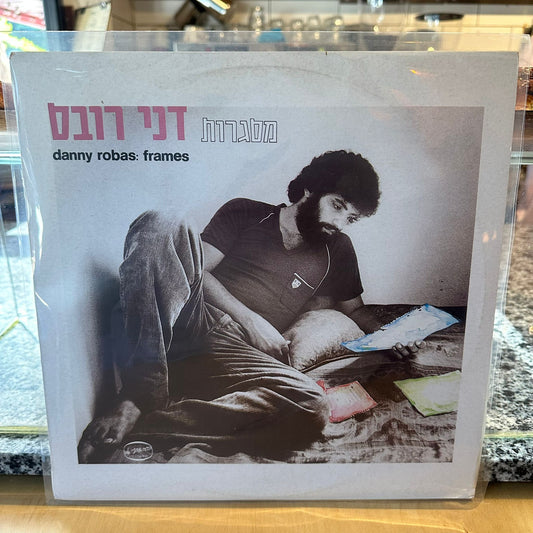 דני רובס מסגרות
danny robas: frames